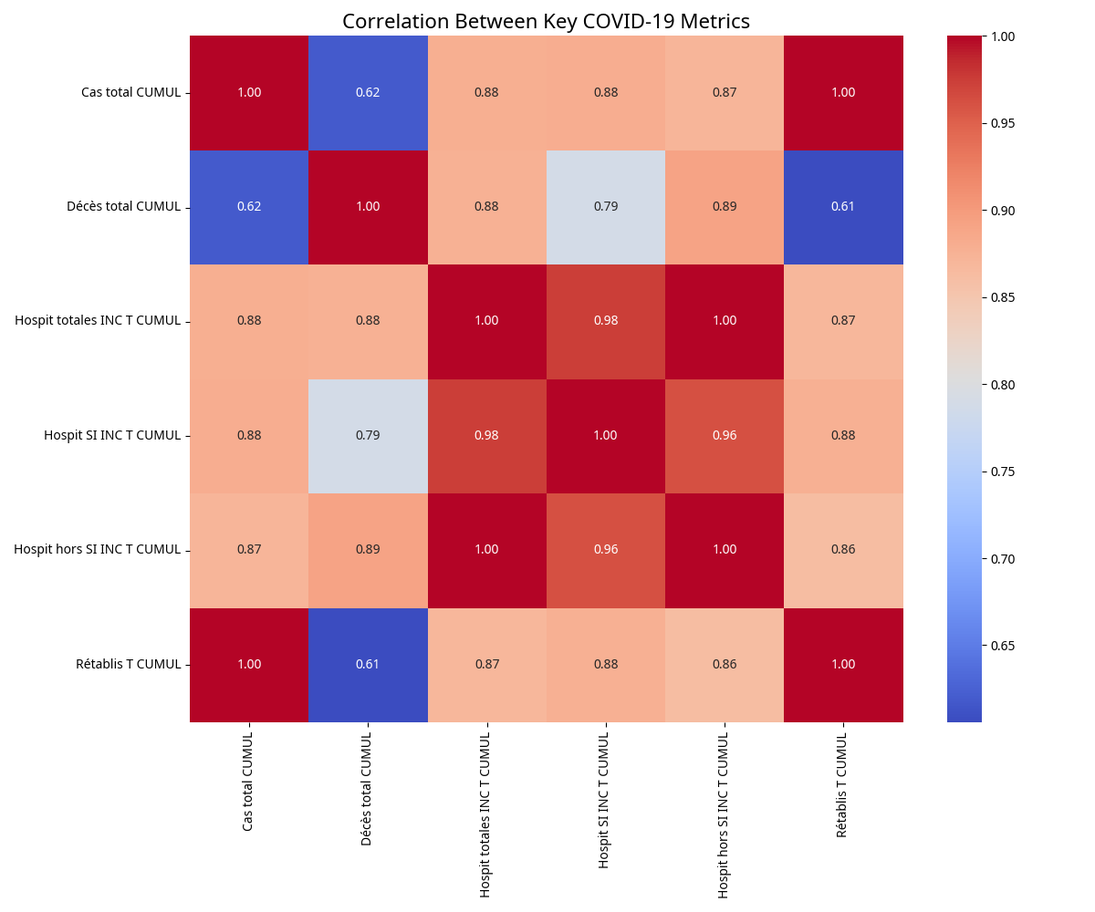 Correlation Between Key COVID-19 Metrics
Cas total CUMUL 1.00 0.62 0.88 0.88 0.87 1.00
Décès total CUMUL 0.62 1.00 0.88 0.79 0.89 0.61
Hospit totales INC T CUMUL 0.88 0.88 1.00 0.98 1.00 0.87
Hospit SI INC T CUMUL 0.88 0.79 0.98 1.00 0.96 0.88
Hospit hors SI INC T CUMUL 0.87 0.89 1.00 0.96 1.00 0.86
Rétablis T CUMUL 1.00 0.61 0.87 0.88 0.86 1.00
Cas total CUMUL
Décès total CUMUL
Hospit totales INC T CUMUL
Hospit SI INC T CUMUL
Hospit hors SI INC T CUMUL
Rétablis T CUMUL
1.00
0.95
0.90
0.85
0.80
0.75
0.70
0.65